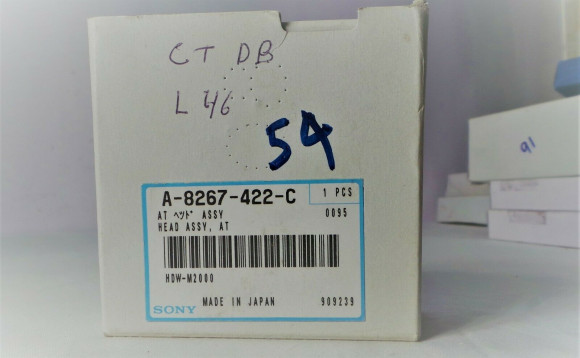 CT DB
L 46
54
A-8267-422-C
1 PCS
AT ヘッド ASSY
0095
HEAD ASSY, AT
HDW-M2000
SONY
MADE IN JAPAN
909239
91